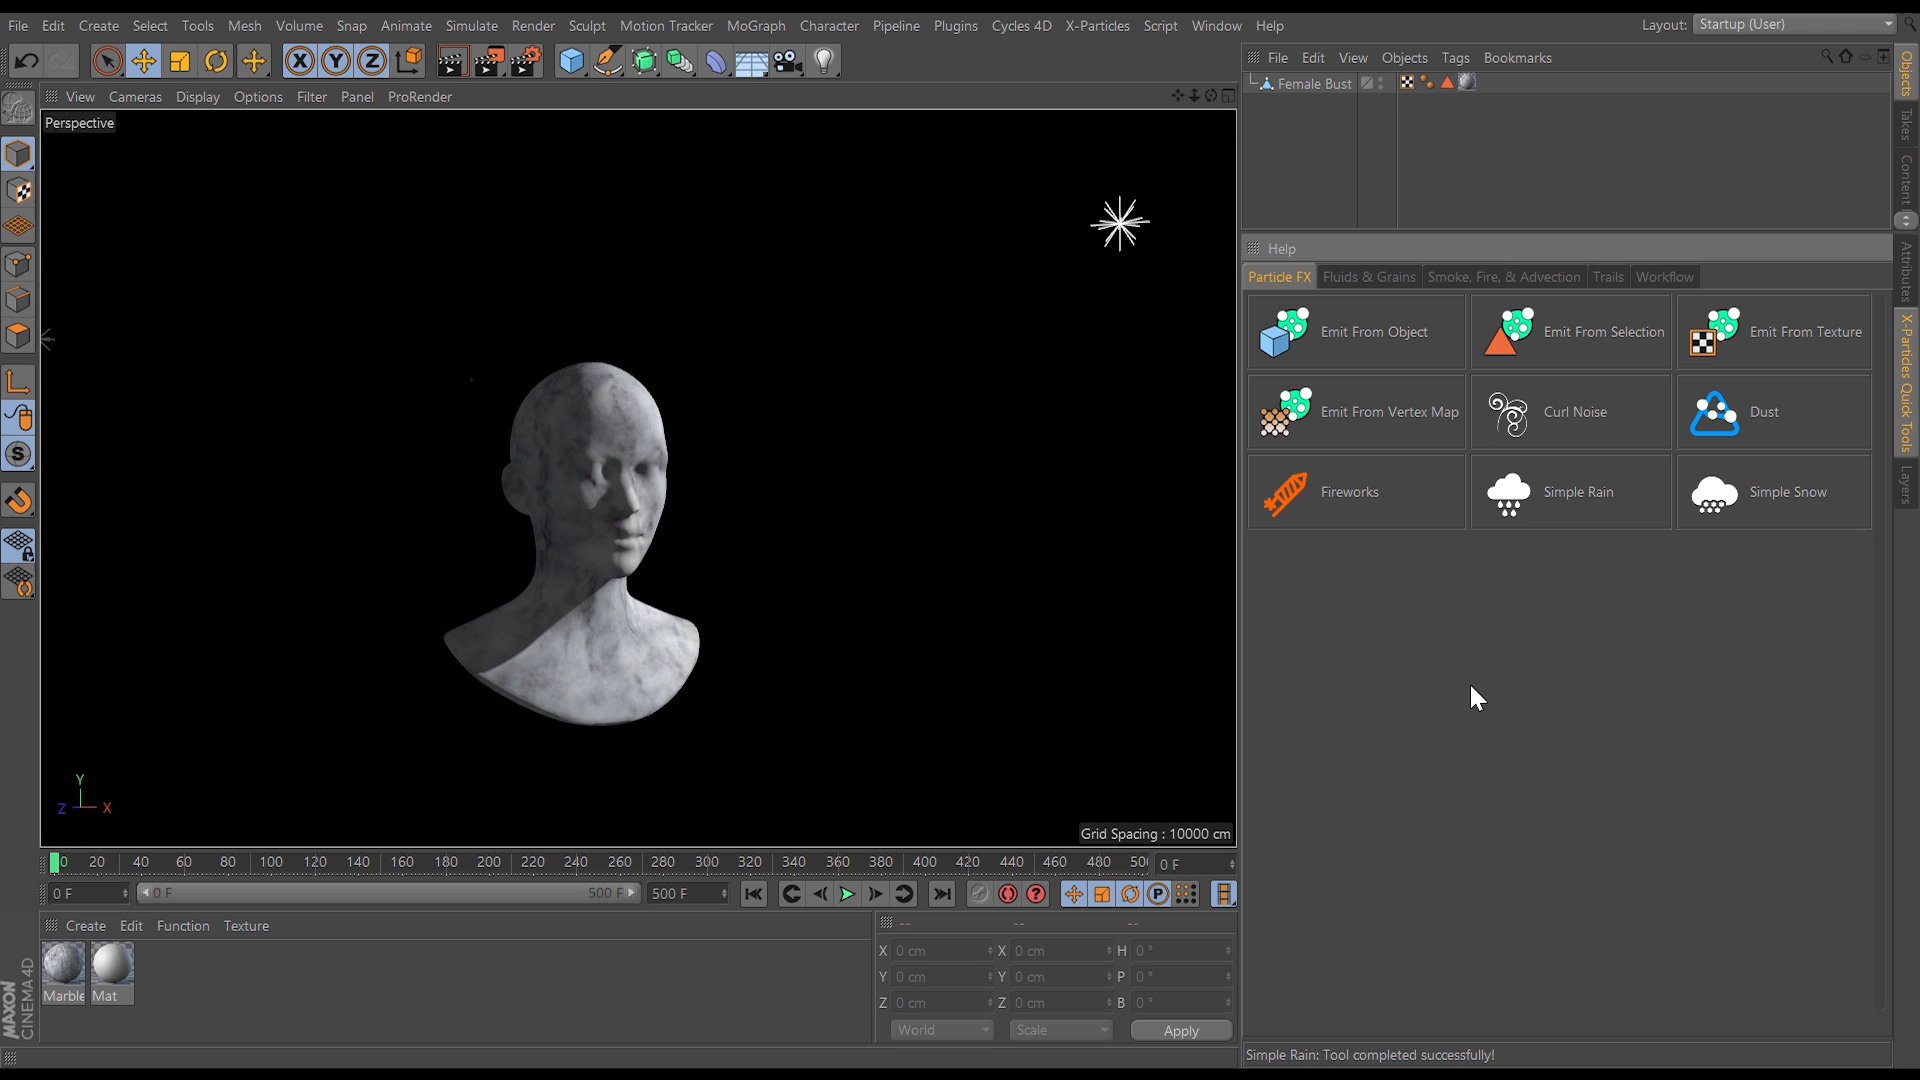 File Edit Create Select Tools Mesh Volume Snap Animate Simulate Render Sculpt Motion Tracker MoGraph Character Pipeline Plugins Cycles 4D X-Particles Script Window Help
Layout: Startup (User)
X Y Z
File Edit View Objects Tags Bookmarks
Female Bust
View Cameras Display Options Filter Panel ProRender
Perspective
Help
Particle FX Fluids & Grains Smoke, Fire, & Advection Trails Workflow
Emit From Object Emit From Selection Emit From Texture
Emit From Vertex Map Curl Noise Dust
Fireworks Simple Rain Simple Snow
Objects
Takes
Content
Attributes
X-Particles Quick Tools
Layers
S
Y
Z X
Grid Spacing : 10000 cm
0 20 40 60 80 100 120 140 160 180 200 220 240 260 280 300 320 340 360 380 400 420 440 460 480 50 0 F
0 F 0 F 500 F 500 F ? P
Create Edit Function Texture
-- -- --
X 0 cm X 0 cm H 0 °
Y 0 cm Y 0 cm P 0 °
Z 0 cm Z 0 cm B 0 °
World Scale Apply
Marble Mat
MAXON
CINEMA 4D
Simple Rain: Tool completed successfully!